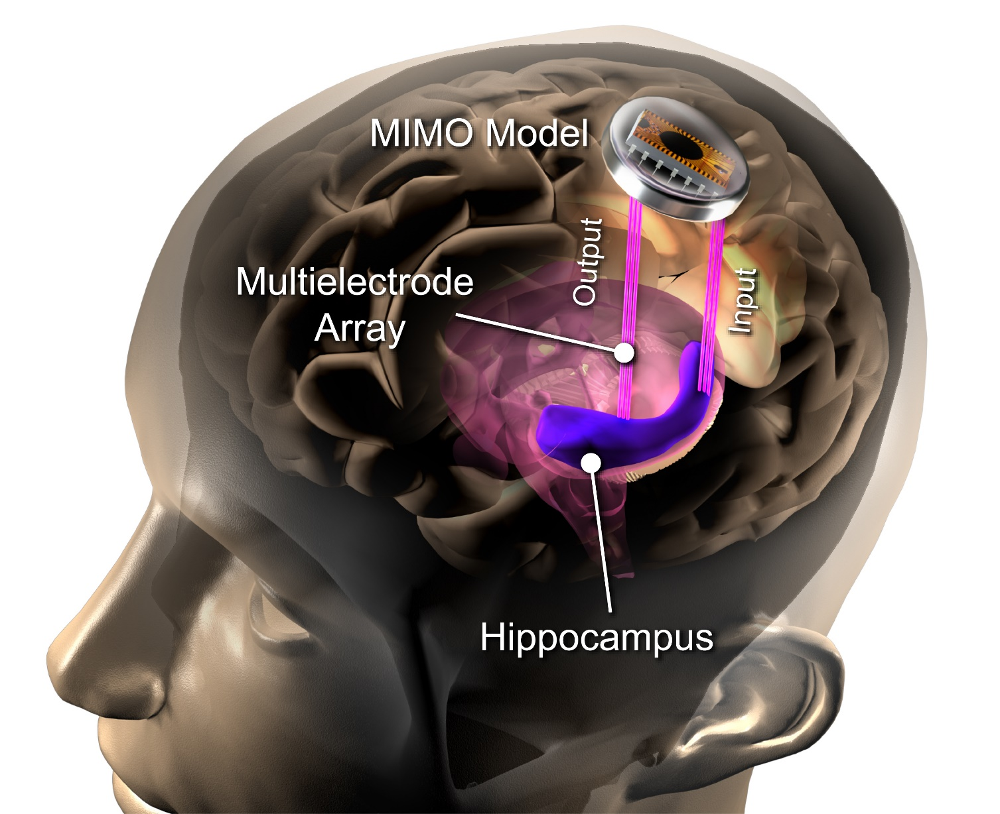 MIMO Model
Output
Input
Multielectrode
Array
Hippocampus